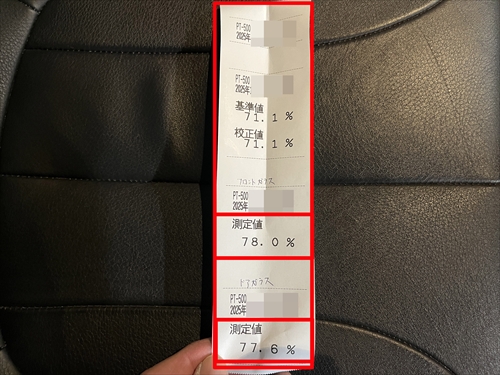 PT-500
2025年
PT-500
2025年
基準値
71.1 %
校正値
71.1 %
フロントガラス
PT-500
2025年
測定値
78.0 %
ドアガラス
PT-500
2025年
測定値
77.6 %